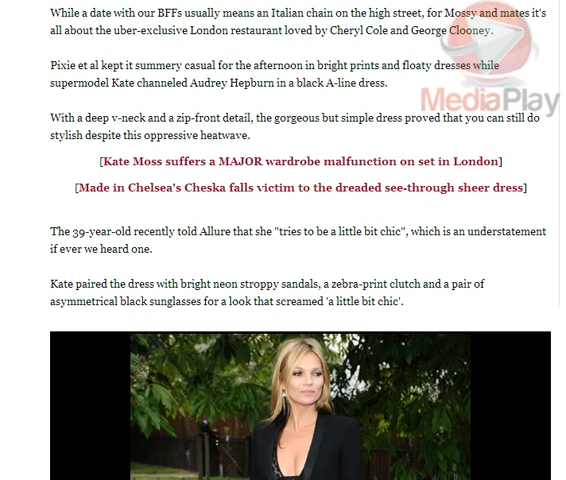 While a date with our BFFs usually means an Italian chain on the high street, for Mossy and mates it's
all about the uber-exclusive London restaurant loved by Cheryl Cole and George Clooney.
Pixie et al kept it summery casual for the afternoon in bright prints and floaty dresses while
supermodel Kate channeled Audrey Hepburn in a black A-line dress.
MediaPlay
With a deep v-neck and a zip-front detail, the gorgeous but simple dress proved that you can still do
stylish despite this oppressive heatwave.
[Kate Moss suffers a MAJOR wardrobe malfunction on set in London]
[Made in Chelsea's Cheska falls victim to the dreaded see-through sheer dress]
The 39-year-old recently told Allure that she "tries to be a little bit chic", which is an understatement
if ever we heard one.
Kate paired the dress with bright neon stroppy sandals, a zebra-print clutch and a pair of
asymmetrical black sunglasses for a look that screamed 'a little bit chic'.